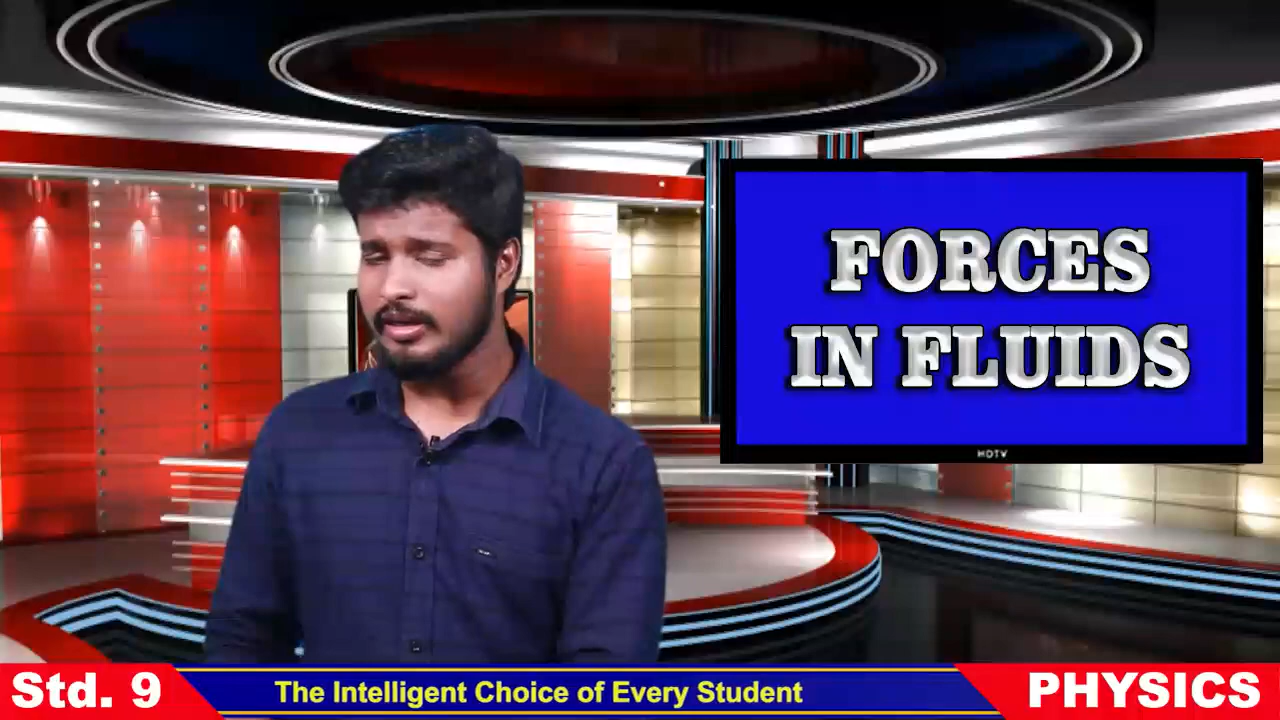 FORCES
IN FLUIDS
HDTV
Std. 9
The Intelligent Choice of Every Student
PHYSICS